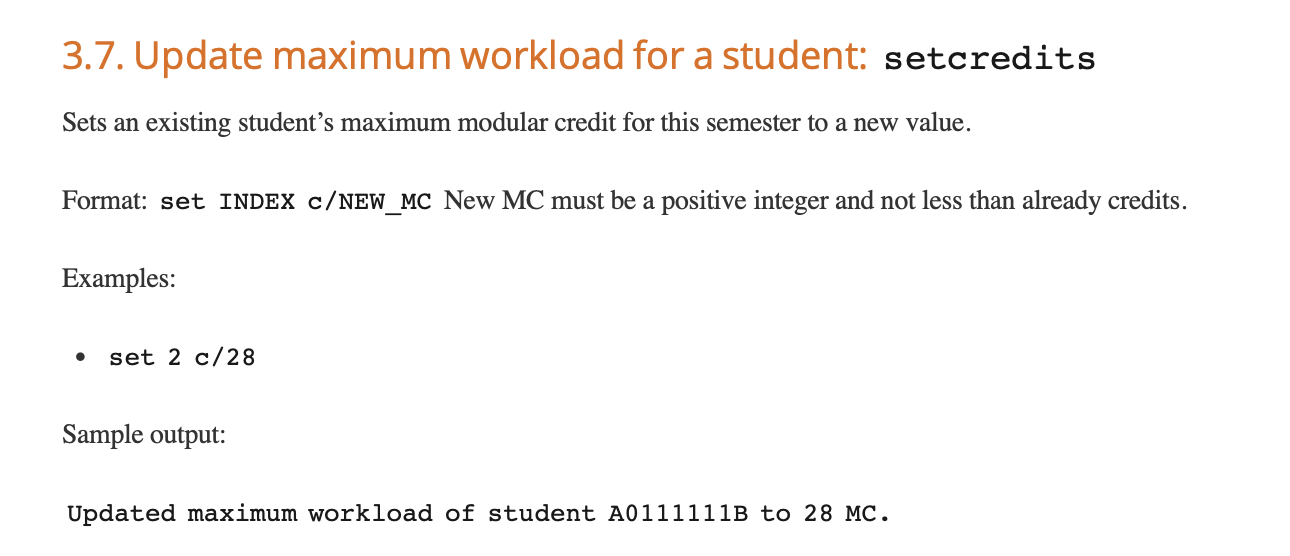 3.7. Update maximum workload for a student: setcredits
Sets an existing student’s maximum modular credit for this semester to a new value.
Format: set INDEX c/NEW_MC New MC must be a positive integer and not less than already credits.
Examples:
• set 2 c/28
Sample output:
Updated maximum workload of student A0111111B to 28 MC.